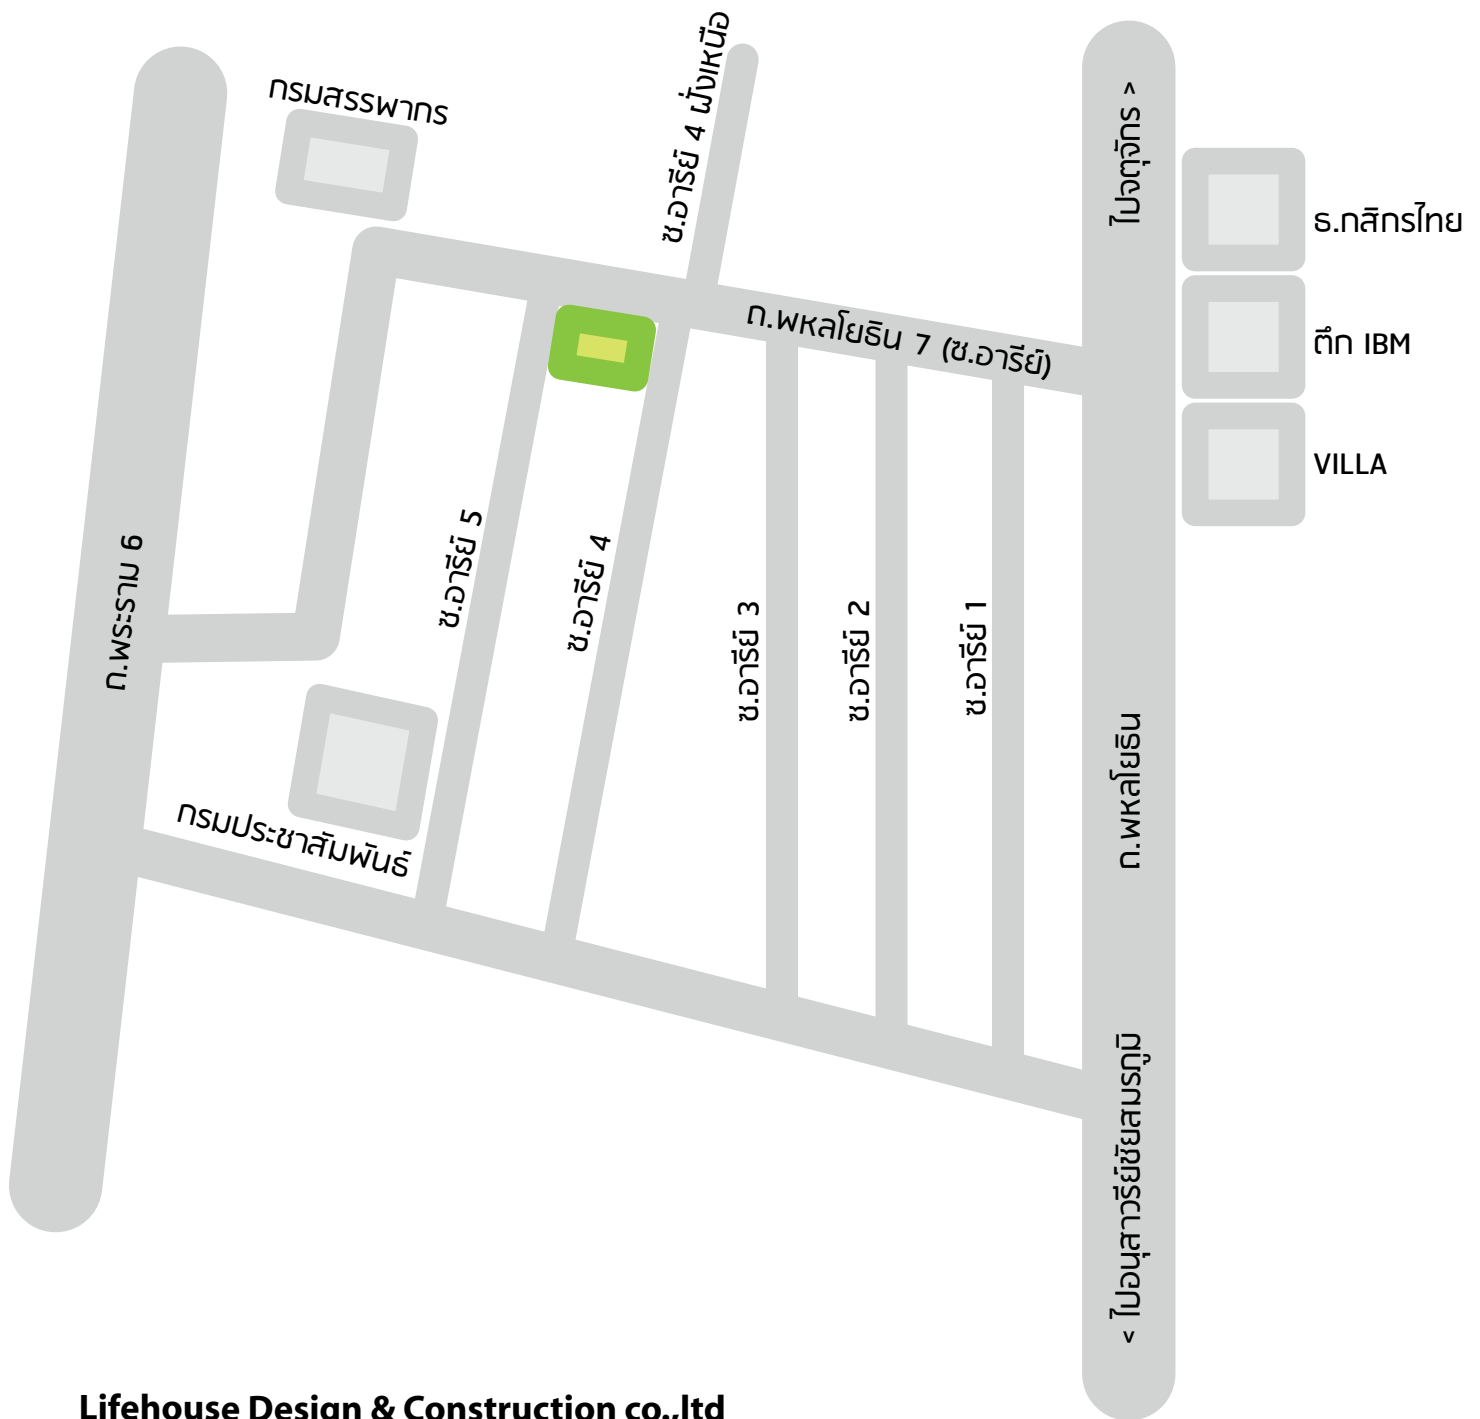 กรมสรรพากร
ซ.อารีย์ 4 ฝั่งเหนือ
ไปจตุจักร >
ธ.กสิกรไทย
ถ.พหลโยธิน 7 (ซ.อารีย์)
ตึก IBM
VILLA
ถ.พระราม 6
ซ.อารีย์ 5
ซ.อารีย์ 4
ซ.อารีย์ 3
ซ.อารีย์ 2
ซ.อารีย์ 1
ถ.พหลโยธิน
กรมประชาสัมพันธ์
< ไปอนุสาวรีย์ชัยสมรภูมิ
Lifehouse Design & Construction co.,ltd